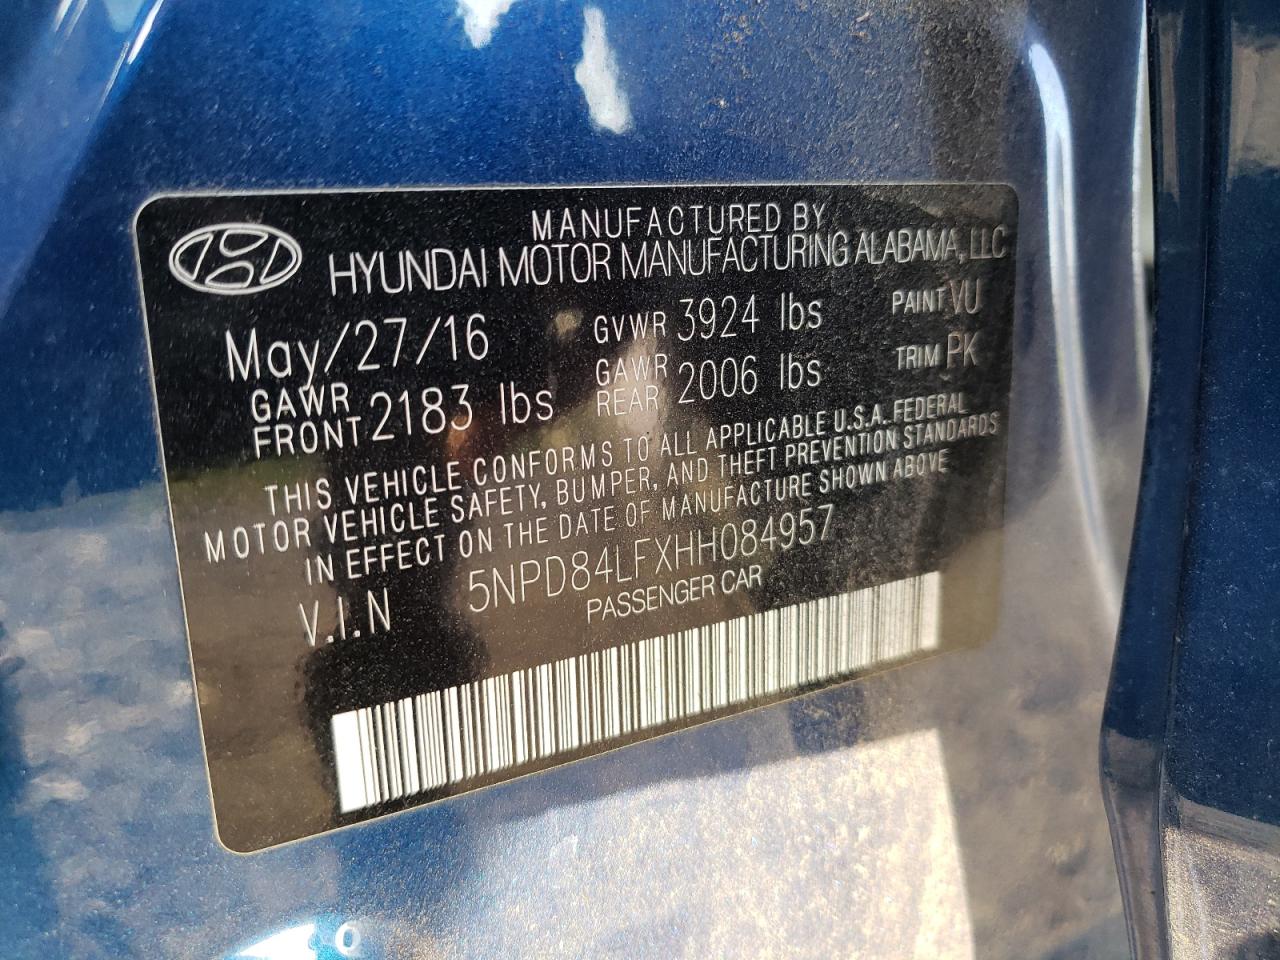 MANUFACTURED BY
HYUNDAI MOTOR MANUFACTURING ALABAMA, LLC
May/27/16 GVWR 3924 lbs PAINT VU
GAWR FRONT 2183 lbs GAWR REAR 2006 lbs TRIM PK
THIS VEHICLE CONFORMS TO ALL APPLICABLE U.S.A. FEDERAL
MOTOR VEHICLE SAFETY, BUMPER, AND THEFT PREVENTION STANDARDS
IN EFFECT ON THE DATE OF MANUFACTURE SHOWN ABOVE
V.I.N 5NPD84LFXHH084957
PASSENGER CAR